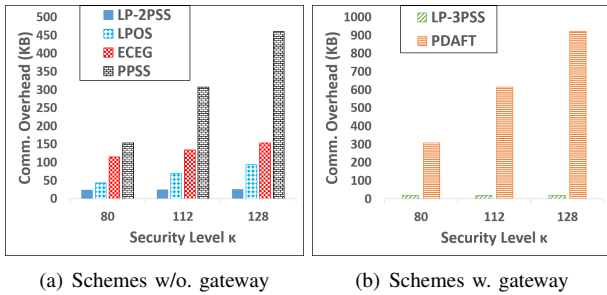 500
450
400
350
300
250
200
150
100
50
0
Comm. Overhead (KB)
LP-2PSS
LPOS
ECEG
PPSS
80 112 128
Security Level κ
(a) Schemes w/o. gateway
1000
900
800
700
600
500
400
300
200
100
0
Comm. Overhead (KB)
LP-3PSS
PDAFT
80 112 128
Security Level κ
(b) Schemes w. gateway